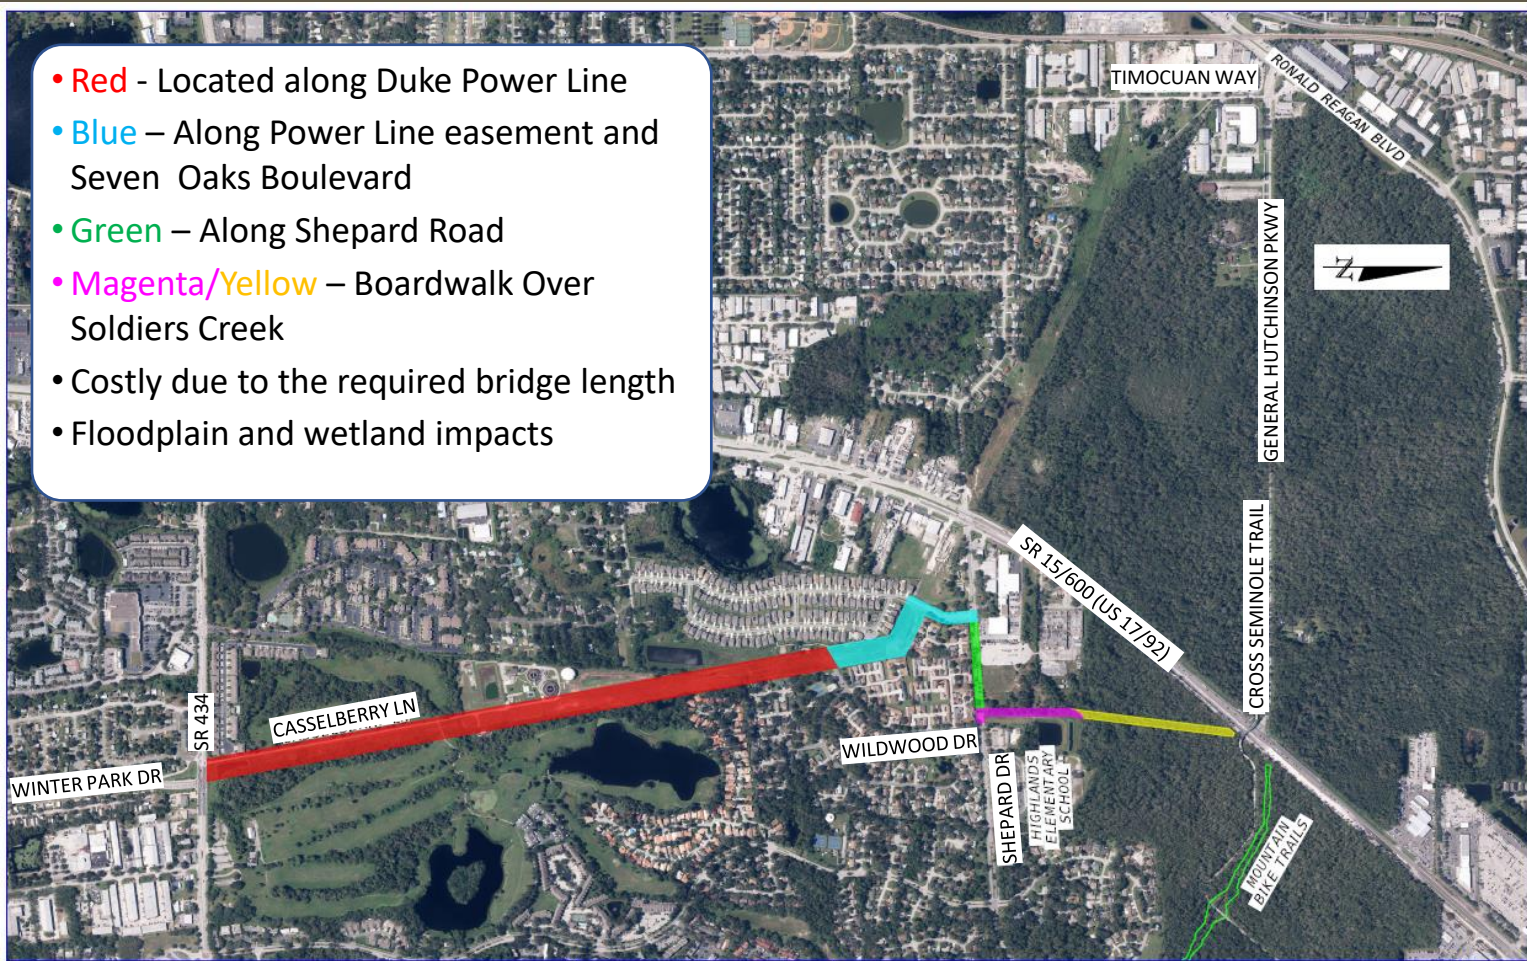 • Red - Located along Duke Power Line
• Blue – Along Power Line easement and
Seven Oaks Boulevard
• Green – Along Shepard Road
• Magenta/Yellow – Boardwalk Over
Soldiers Creek
• Costly due to the required bridge length
• Floodplain and wetland impacts
TIMOCUAN WAY
RONALD REAGAN BLVD
GENERAL HUTCHINSON PKWY
N
SR 15/600 (US 17/92)
CROSS SEMINOLE TRAIL
SR 434
CASSELBERRY LN
WINTER PARK DR
WILDWOOD DR
SHEPARD DR
HIGHLANDS
ELEMENTARY
SCHOOL
MOUNTAIN
BIKE TRAILS